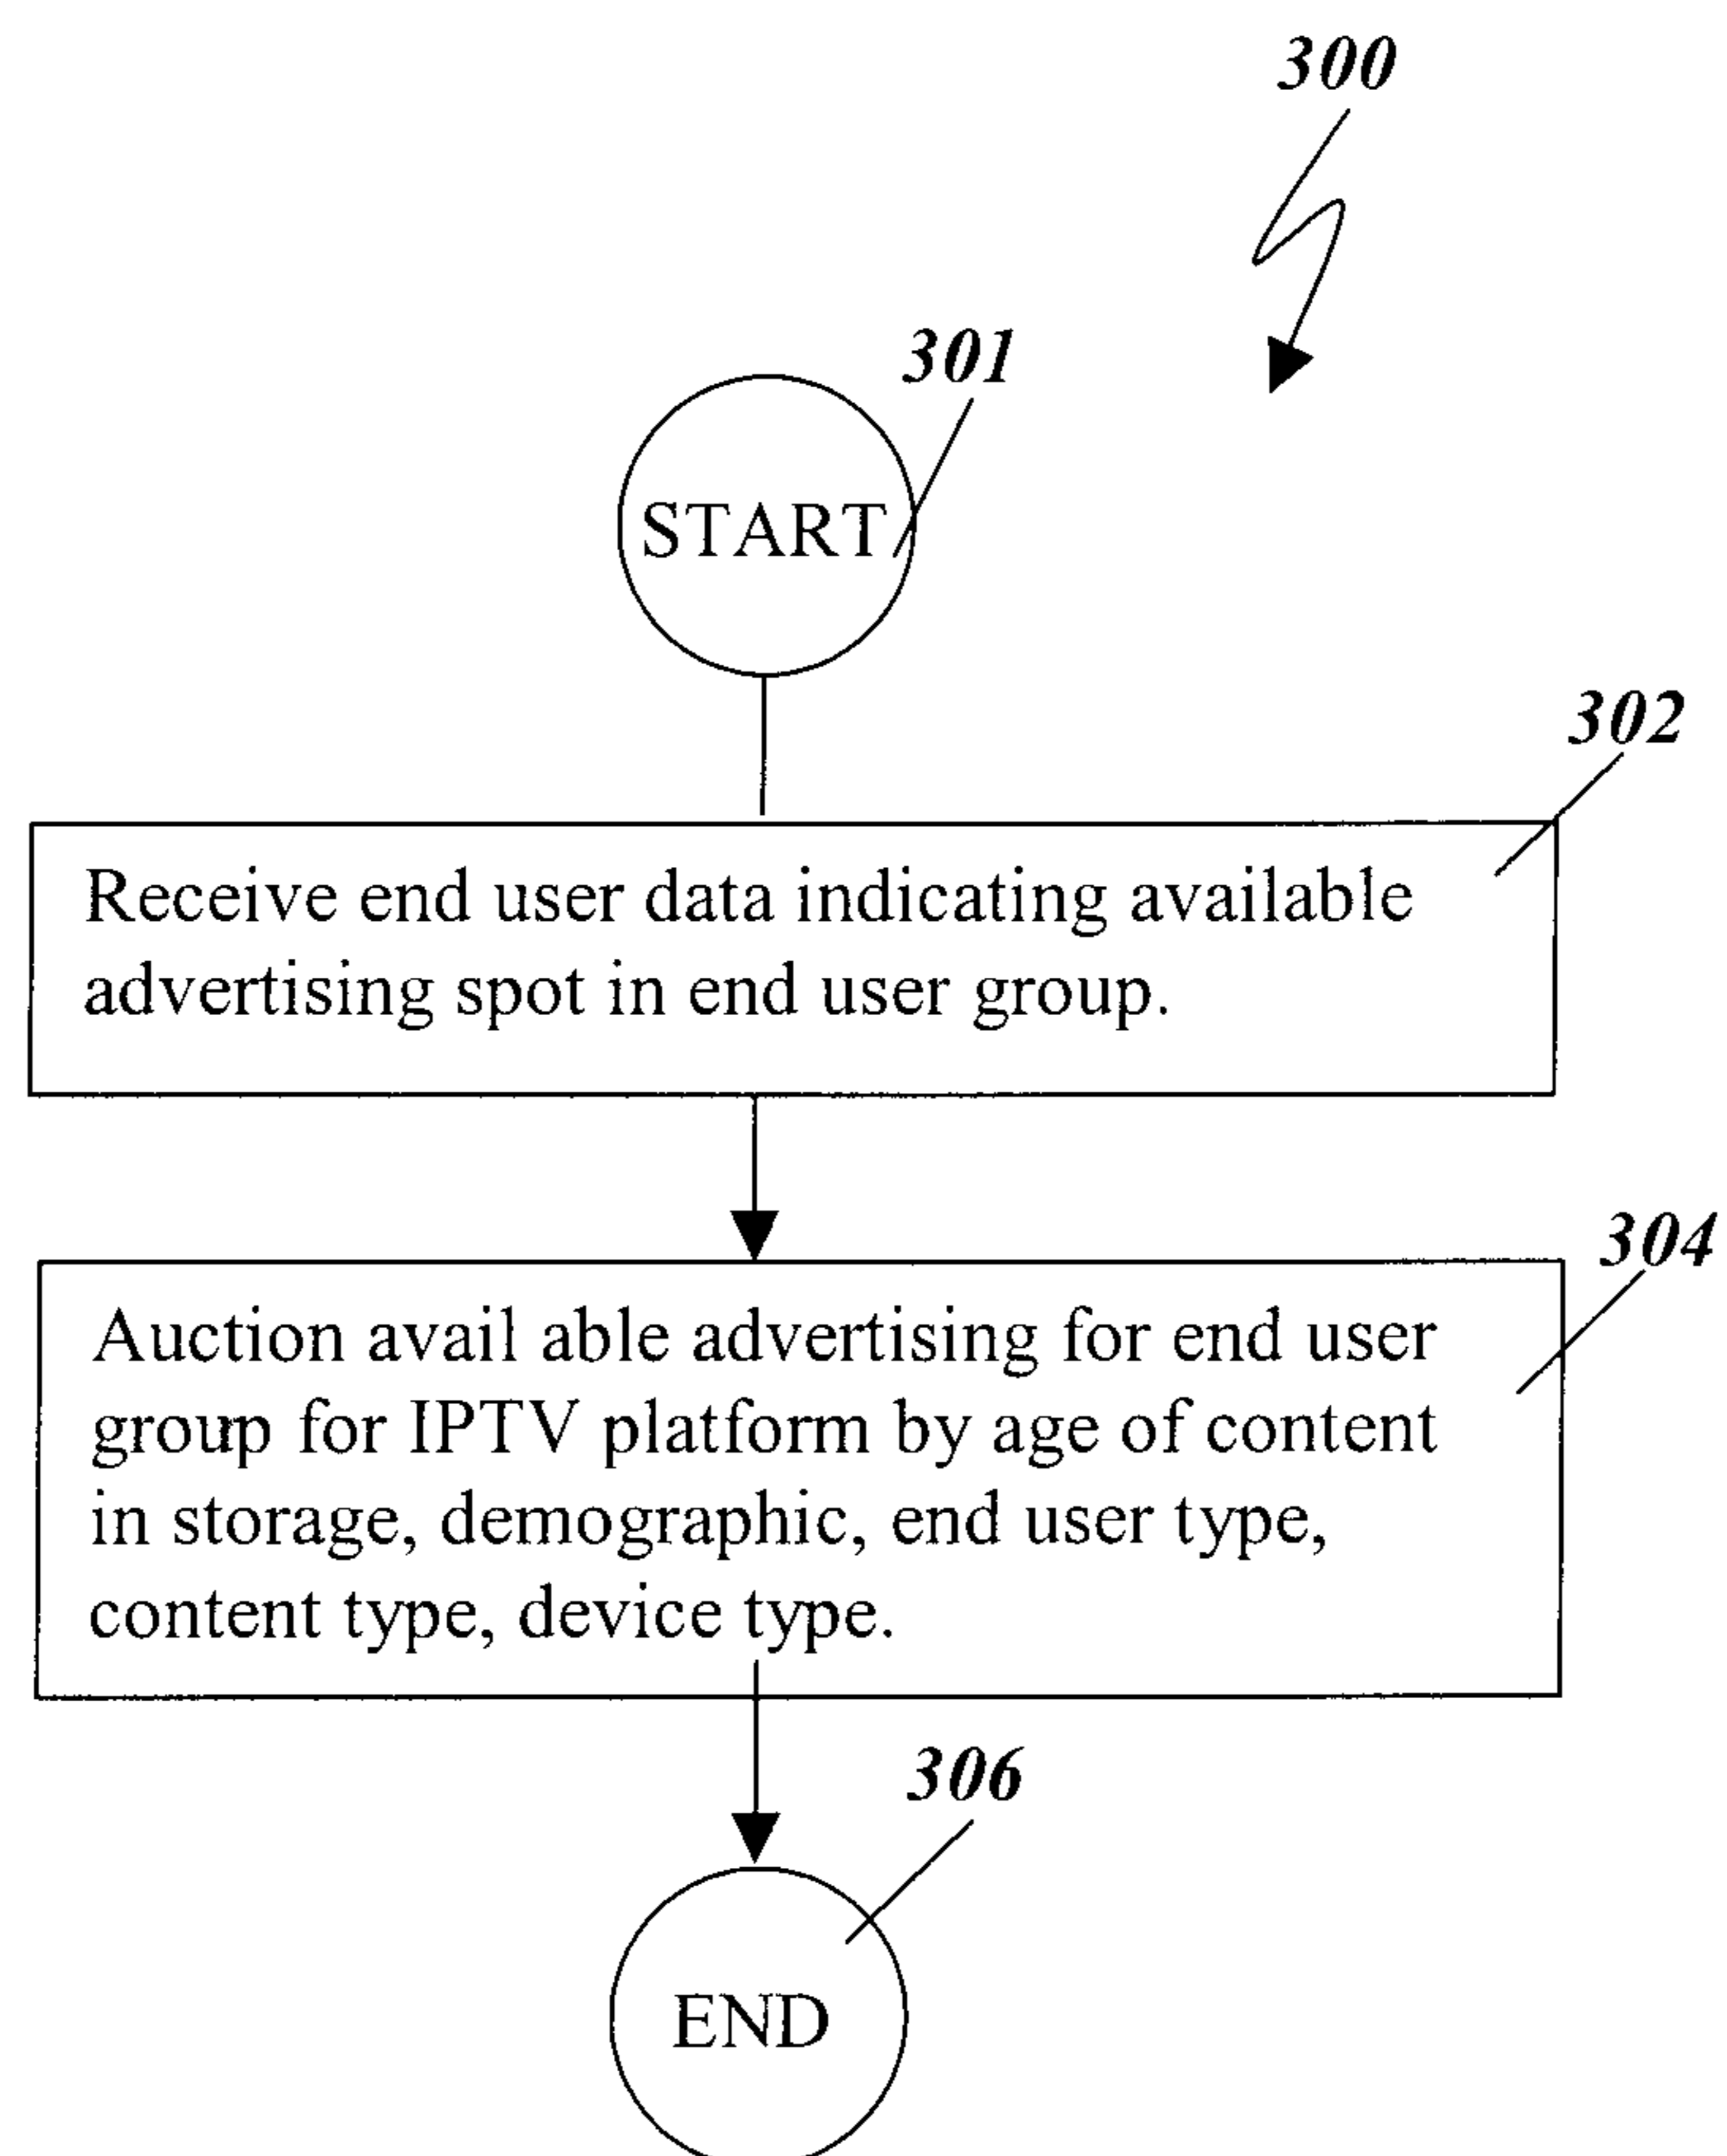 300
301
START
302
Receive end user data indicating available
advertising spot in end user group.
304
Auction avail able advertising for end user
group for IPTV platform by age of content
in storage, demographic, end user type,
content type, device type.
306
END